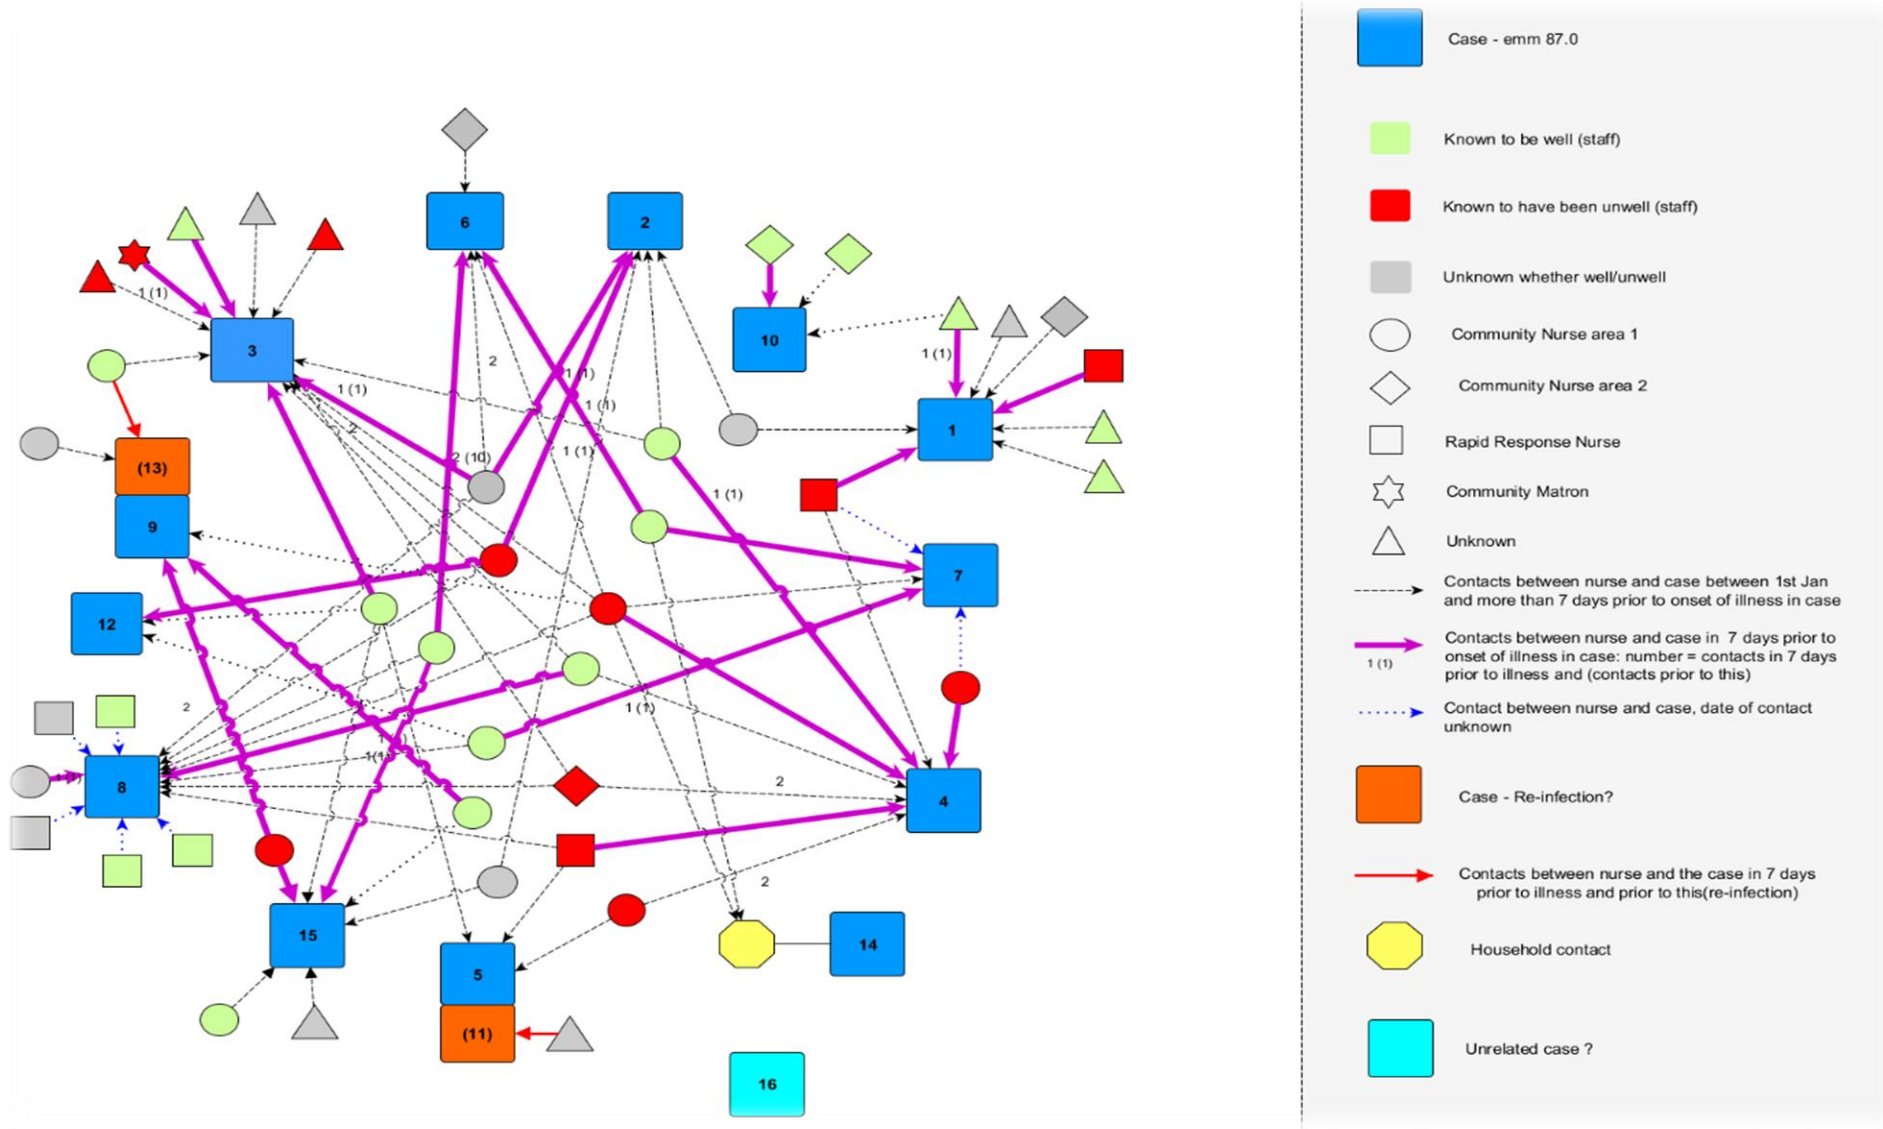 6
2
1 (1)
3
10
1 (1)
2
1 (1)
1 (1)
1 (1)
2
1
2 (10)
1 (1)
(13)
1 (1)
9
7
12
2
1 (1)
1(1)
2
1 (1)
8
4
2
15
14
5
(11)
16
Case - emm 87.0
Known to be well (staff)
Known to have been unwell (staff)
Unknown whether well/unwell
Community Nurse area 1
Community Nurse area 2
Rapid Response Nurse
Community Matron
Unknown
Contacts between nurse and case between 1st Jan
and more than 7 days prior to onset of illness in case
Contacts between nurse and case in 7 days prior to
onset of illness in case: number = contacts in 7 days
prior to illness and (contacts prior to this)
1 (1)
Contact between nurse and case, date of contact
unknown
Case - Re-infection?
Contacts between nurse and the case in 7 days
prior to illness and prior to this(re-infection)
Household contact
Unrelated case ?